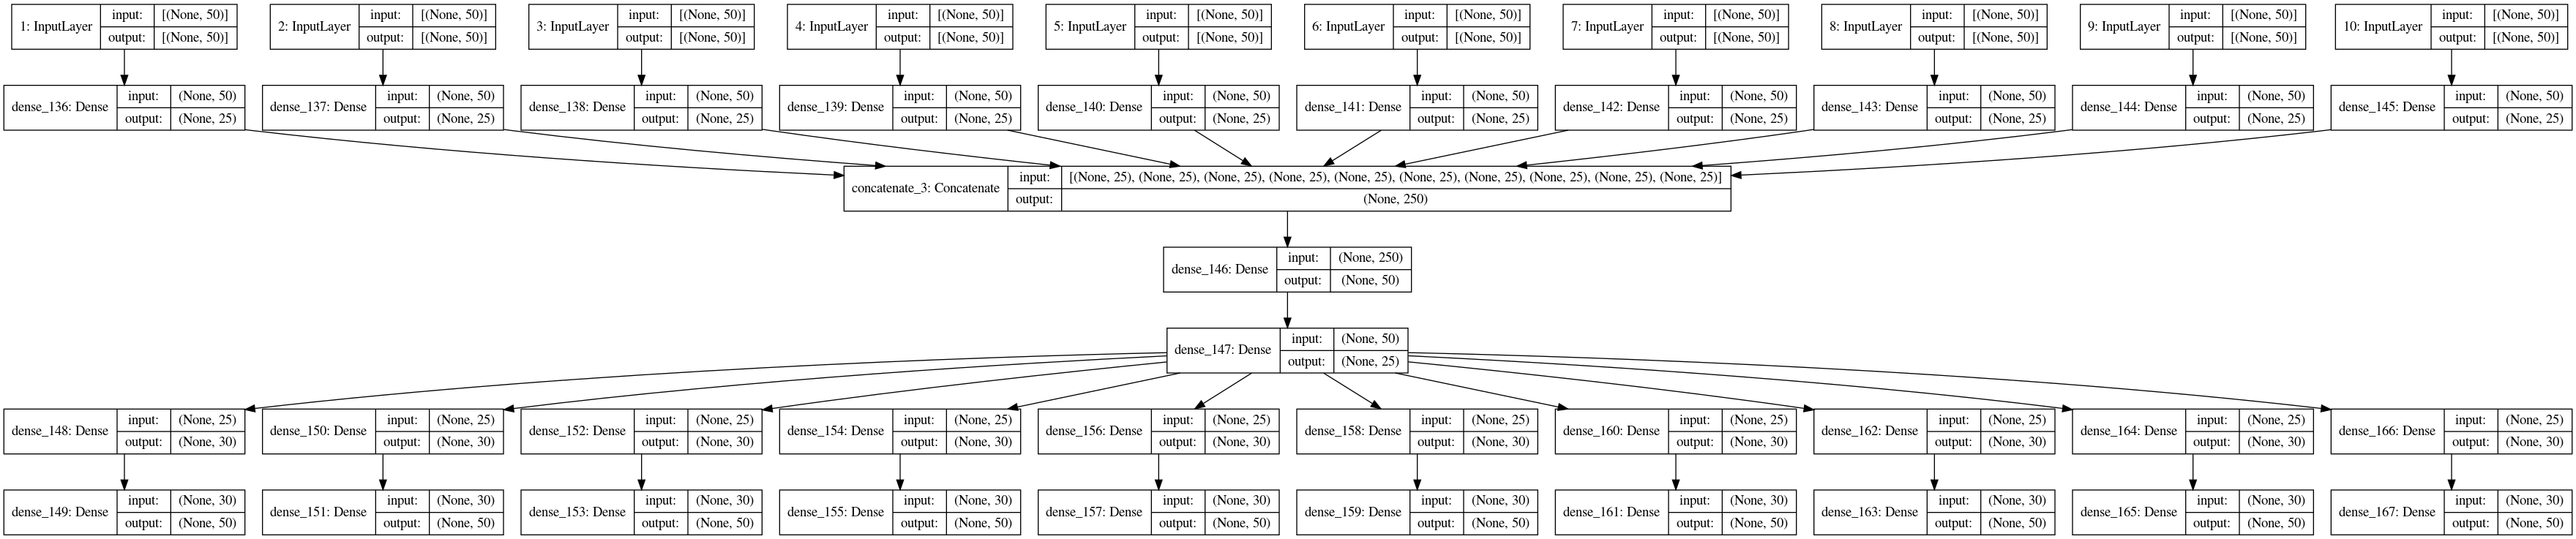 1: InputLayer input: [(None, 50)] output: [(None, 50)]
2: InputLayer input: [(None, 50)] output: [(None, 50)]
3: InputLayer input: [(None, 50)] output: [(None, 50)]
4: InputLayer input: [(None, 50)] output: [(None, 50)]
5: InputLayer input: [(None, 50)] output: [(None, 50)]
6: InputLayer input: [(None, 50)] output: [(None, 50)]
7: InputLayer input: [(None, 50)] output: [(None, 50)]
8: InputLayer input: [(None, 50)] output: [(None, 50)]
9: InputLayer input: [(None, 50)] output: [(None, 50)]
10: InputLayer input: [(None, 50)] output: [(None, 50)]
dense_136: Dense input: (None, 50) output: (None, 25)
dense_137: Dense input: (None, 50) output: (None, 25)
dense_138: Dense input: (None, 50) output: (None, 25)
dense_139: Dense input: (None, 50) output: (None, 25)
dense_140: Dense input: (None, 50) output: (None, 25)
dense_141: Dense input: (None, 50) output: (None, 25)
dense_142: Dense input: (None, 50) output: (None, 25)
dense_143: Dense input: (None, 50) output: (None, 25)
dense_144: Dense input: (None, 50) output: (None, 25)
dense_145: Dense input: (None, 50) output: (None, 25)
concatenate_3: Concatenate input: [(None, 25), (None, 25), (None, 25), (None, 25), (None, 25), (None, 25), (None, 25), (None, 25), (None, 25), (None, 25)] output: (None, 250)
dense_146: Dense input: (None, 250) output: (None, 50)
dense_147: Dense input: (None, 50) output: (None, 25)
dense_148: Dense input: (None, 25) output: (None, 30)
dense_150: Dense input: (None, 25) output: (None, 30)
dense_152: Dense input: (None, 25) output: (None, 30)
dense_154: Dense input: (None, 25) output: (None, 30)
dense_156: Dense input: (None, 25) output: (None, 30)
dense_158: Dense input: (None, 25) output: (None, 30)
dense_160: Dense input: (None, 25) output: (None, 30)
dense_162: Dense input: (None, 25) output: (None, 30)
dense_164: Dense input: (None, 25) output: (None, 30)
dense_166: Dense input: (None, 25) output: (None, 30)
dense_149: Dense input: (None, 30) output: (None, 50)
dense_151: Dense input: (None, 30) output: (None, 50)
dense_153: Dense input: (None, 30) output: (None, 50)
dense_155: Dense input: (None, 30) output: (None, 50)
dense_157: Dense input: (None, 30) output: (None, 50)
dense_159: Dense input: (None, 30) output: (None, 50)
dense_161: Dense input: (None, 30) output: (None, 50)
dense_163: Dense input: (None, 30) output: (None, 50)
dense_165: Dense input: (None, 30) output: (None, 50)
dense_167: Dense input: (None, 30) output: (None, 50)